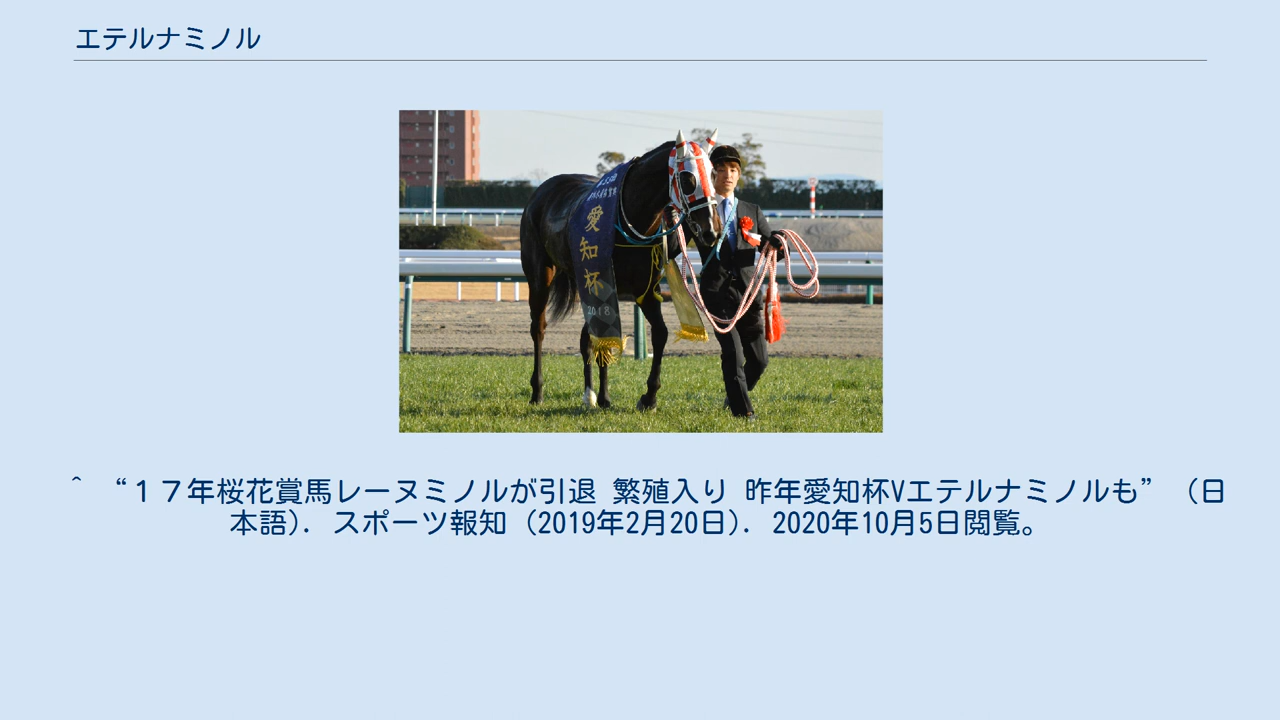 エテルナミノル
愛知杯
2018
^ “１７年桜花賞馬レーヌミノルが引退 繁殖入り 昨年愛知杯Vエテルナミノルも” (日
本語). スポーツ報知 (2019年2月20日). 2020年10月5日閲覧。